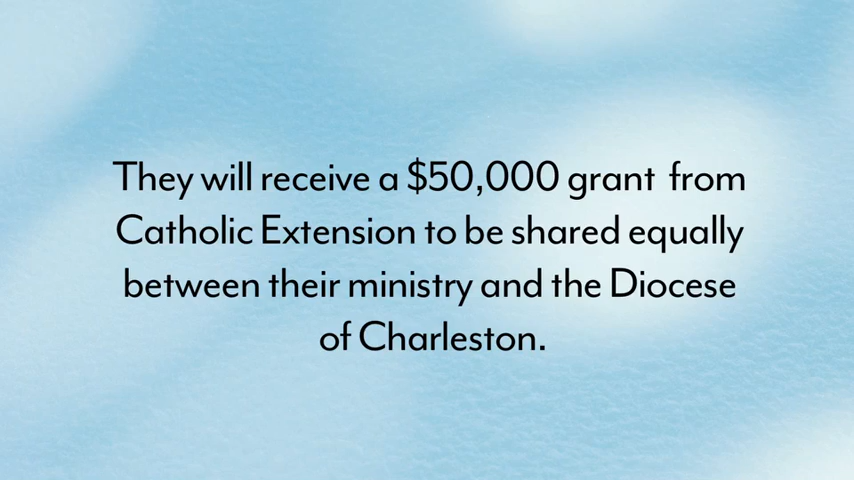 They will receive a $50,000 grant from
Catholic Extension to be shared equally
between their ministry and the Diocese
of Charleston.